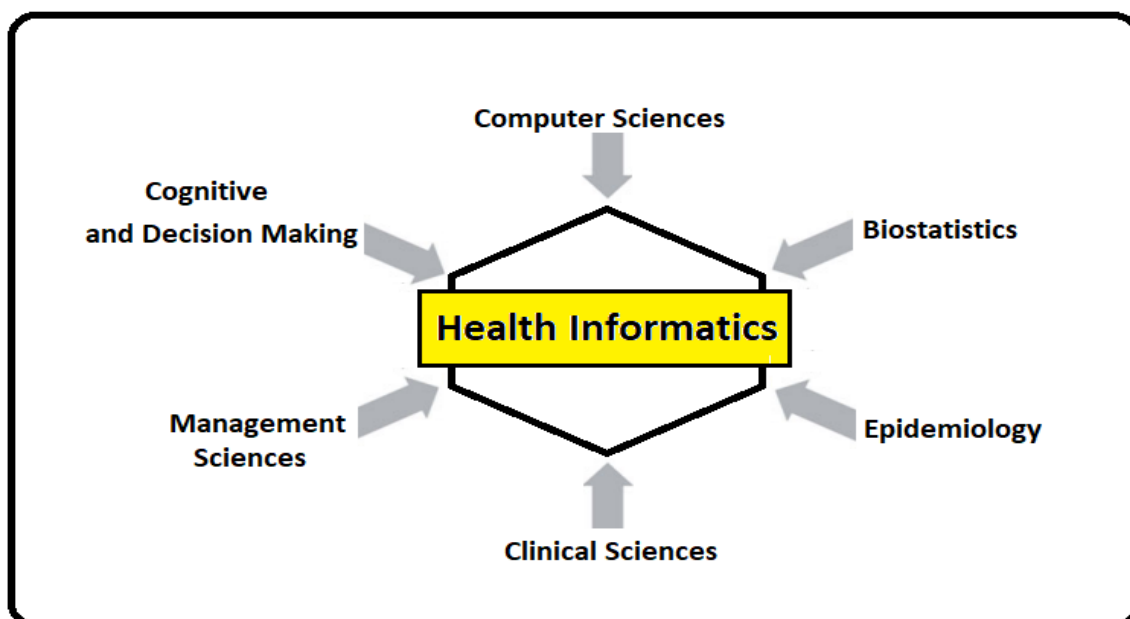 Computer Sciences
Cognitive
and Decision Making
Biostatistics
Health Informatics
Management
Sciences
Epidemiology
Clinical Sciences